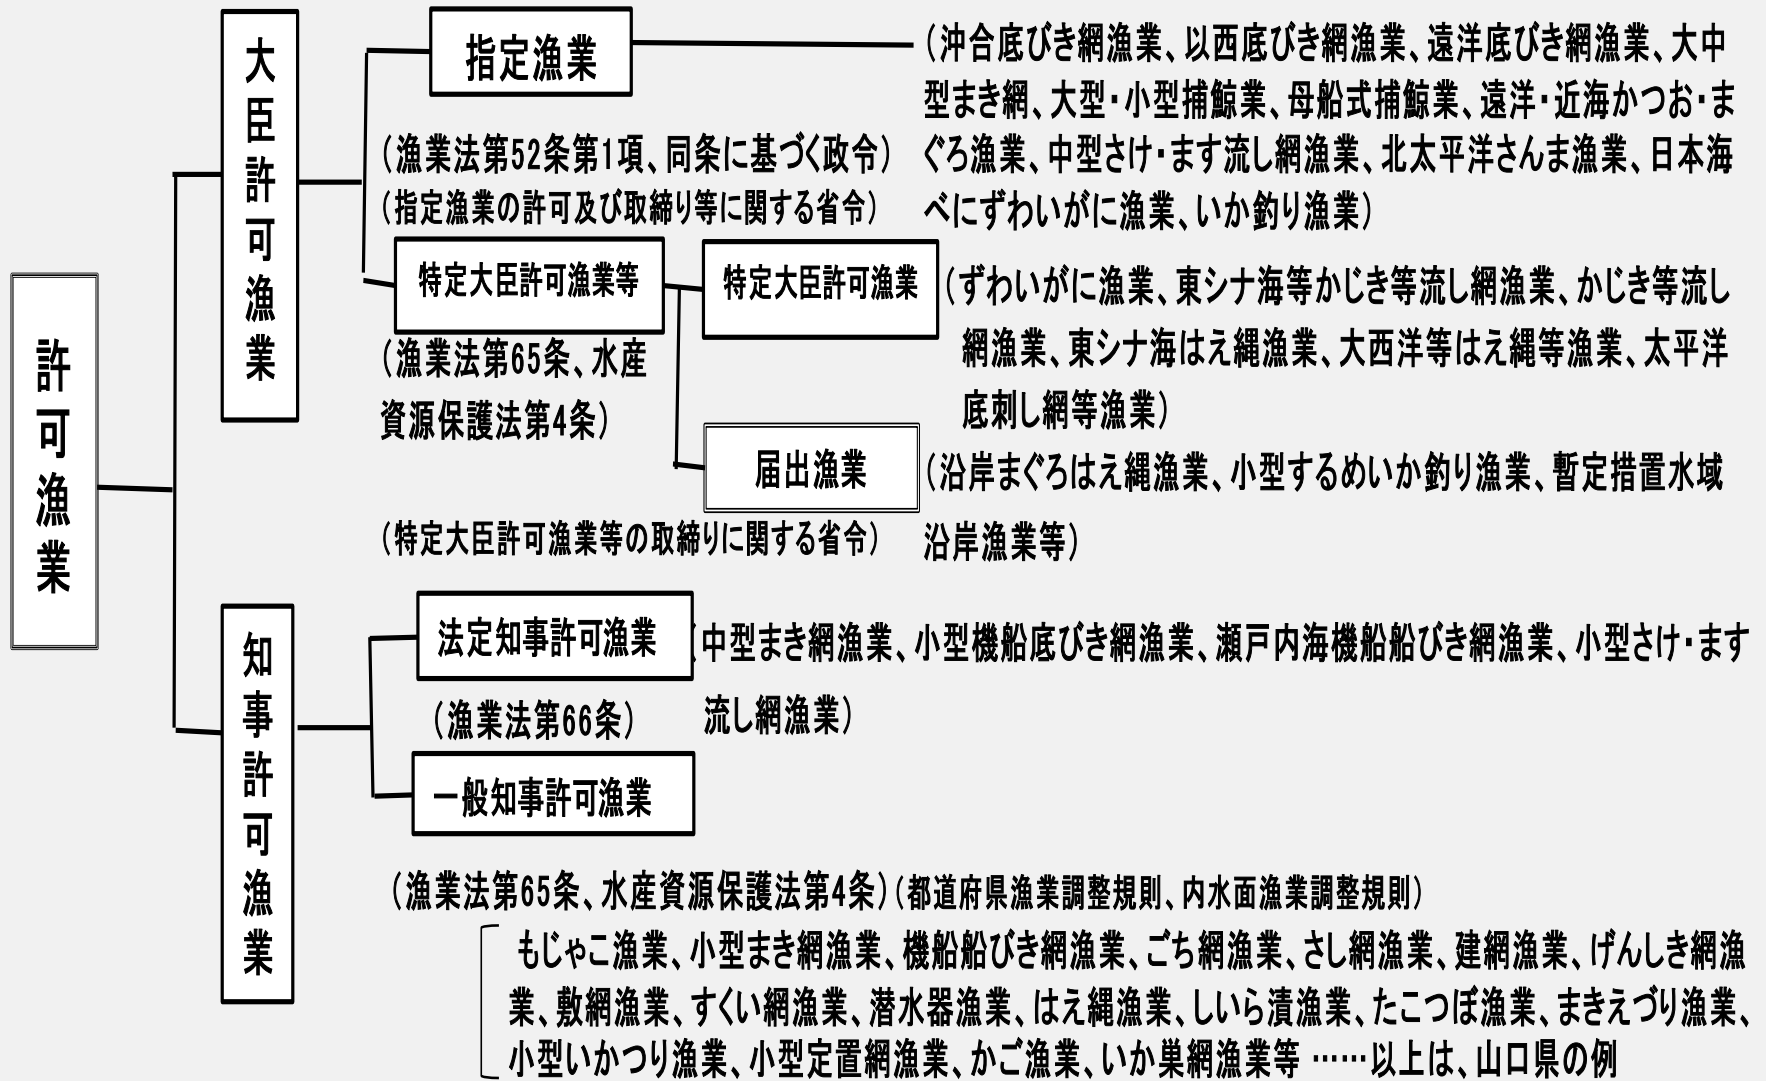 許可漁業
大臣許可漁業
指定漁業
（沖合底びき網漁業、以西底びき網漁業、遠洋底びき網漁業、大中
型まき網、大型・小型捕鯨業、母船式捕鯨業、遠洋・近海かつお・ま
ぐろ漁業、中型さけ・ます流し網漁業、北太平洋さんま漁業、日本海
べにずわいがに漁業、いか釣り漁業）
（漁業法第52条第1項、同条に基づく政令）
（指定漁業の許可及び取締り等に関する省令）
特定大臣許可漁業等
（漁業法第65条、水産
資源保護法第4条）
特定大臣許可漁業
（ずわいがに漁業、東シナ海等かじき等流し網漁業、かじき等流し
網漁業、東シナ海はえ縄漁業、大西洋等はえ縄等漁業、太平洋
底刺し網等漁業）
届出漁業
（沿岸まぐろはえ縄漁業、小型するめいか釣り漁業、暫定措置水域
沿岸漁業等）
（特定大臣許可漁業等の取締りに関する省令）
知事許可漁業
法定知事許可漁業
（中型まき網漁業、小型機船底びき網漁業、瀬戸内海機船船びき網漁業、小型さけ・ます
流し網漁業）
（漁業法第66条）
一般知事許可漁業
（漁業法第65条、水産資源保護法第4条）（都道府県漁業調整規則、内水面漁業調整規則）
もじゃこ漁業、小型まき網漁業、機船船びき網漁業、ごち網漁業、さし網漁業、建網漁業、げんしき網漁
業、敷網漁業、すくい網漁業、潜水器漁業、はえ縄漁業、しいら漬漁業、たこつぼ漁業、まきえづり漁業、
小型いかつり漁業、小型定置網漁業、かご漁業、いか巣網漁業等 ……以上は、山口県の例